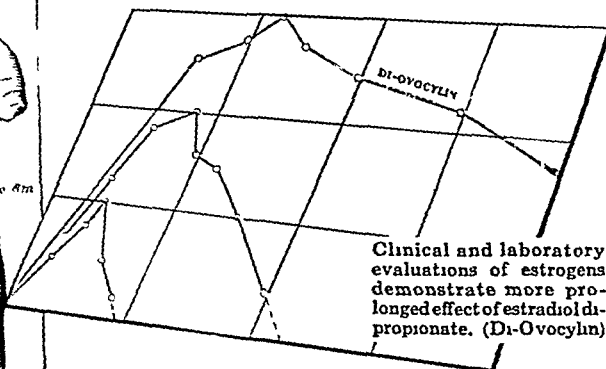 DI-OVOCYLIN
Clinical and laboratory
evaluations of estrogens
demonstrate more pro-
longed effect of estradiol di-
propionate. (Di-Ovocylin)